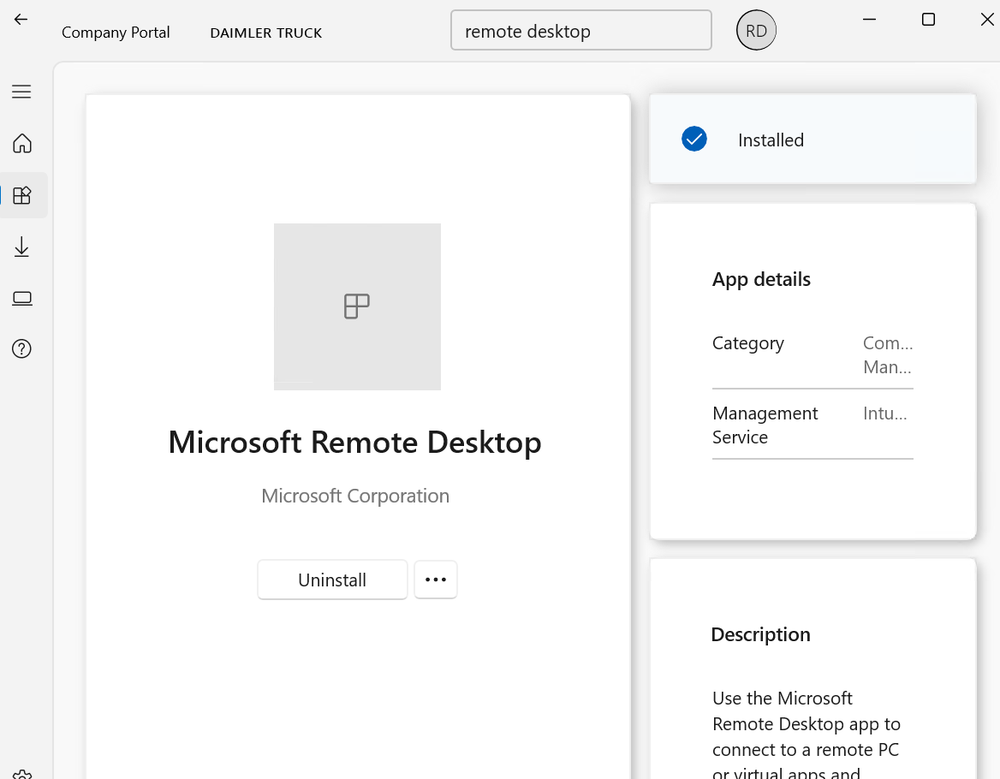 Company Portal
DAIMLER TRUCK
remote desktop
RD
Microsoft Remote Desktop
Microsoft Corporation
Uninstall
Installed
App details
Category
Com...
Man...
Management
Service
Intu...
Description
Use the Microsoft
Remote Desktop app to
connect to a remote PC
or virtual apps and